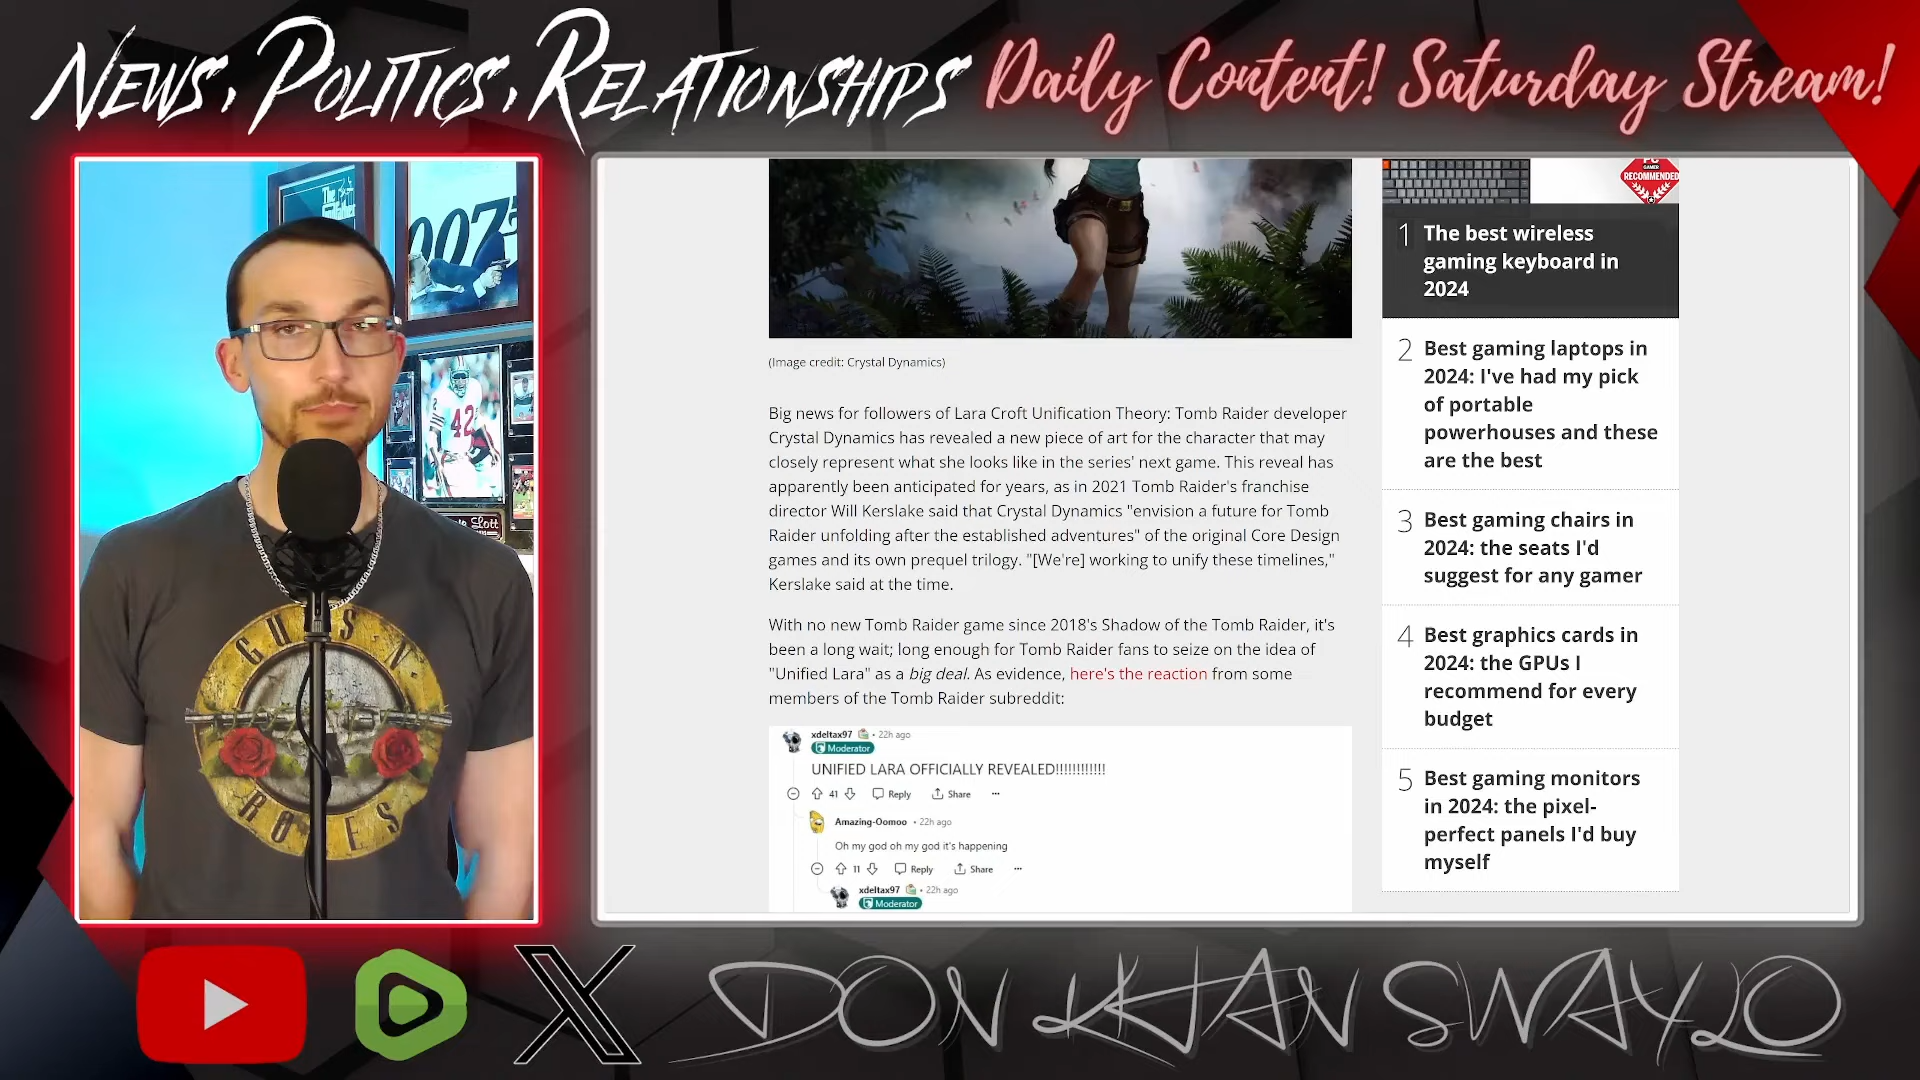 NEWS, POLITICS, RELATIONSHIPS
Daily Content! Saturday Stream!
The
007
42
Lott
GUNS N
ROSES
(Image credit: Crystal Dynamics)
Big news for followers of Lara Croft Unification Theory: Tomb Raider developer
Crystal Dynamics has revealed a new piece of art for the character that may
closely represent what she looks like in the series' next game. This reveal has
apparently been anticipated for years, as in 2021 Tomb Raider's franchise
director Will Kerslake said that Crystal Dynamics "envision a future for Tomb
Raider unfolding after the established adventures" of the original Core Design
games and its own prequel trilogy. "[We're] working to unify these timelines,"
Kerslake said at the time.
With no new Tomb Raider game since 2018's Shadow of the Tomb Raider, it's
been a long wait; long enough for Tomb Raider fans to seize on the idea of
"Unified Lara" as a big deal. As evidence, here's the reaction from some
members of the Tomb Raider subreddit:
xdeltax97 • 22h ago
Moderator
UNIFIED LARA OFFICIALLY REVEALED!!!!!!!!!!!!
41 Reply Share ...
Amazing-Oomoo • 22h ago
Oh my god oh my god it's happening
11 Reply Share ...
xdeltax97 • 22h ago
Moderator
GAMER
RECOMMENDED
1 The best wireless
gaming keyboard in
2024
2 Best gaming laptops in
2024: I've had my pick
of portable
powerhouses and these
are the best
3 Best gaming chairs in
2024: the seats I'd
suggest for any gamer
4 Best graphics cards in
2024: the GPUs I
recommend for every
budget
5 Best gaming monitors
in 2024: the pixel-
perfect panels I'd buy
myself
X
DON KHAN SWAYLO